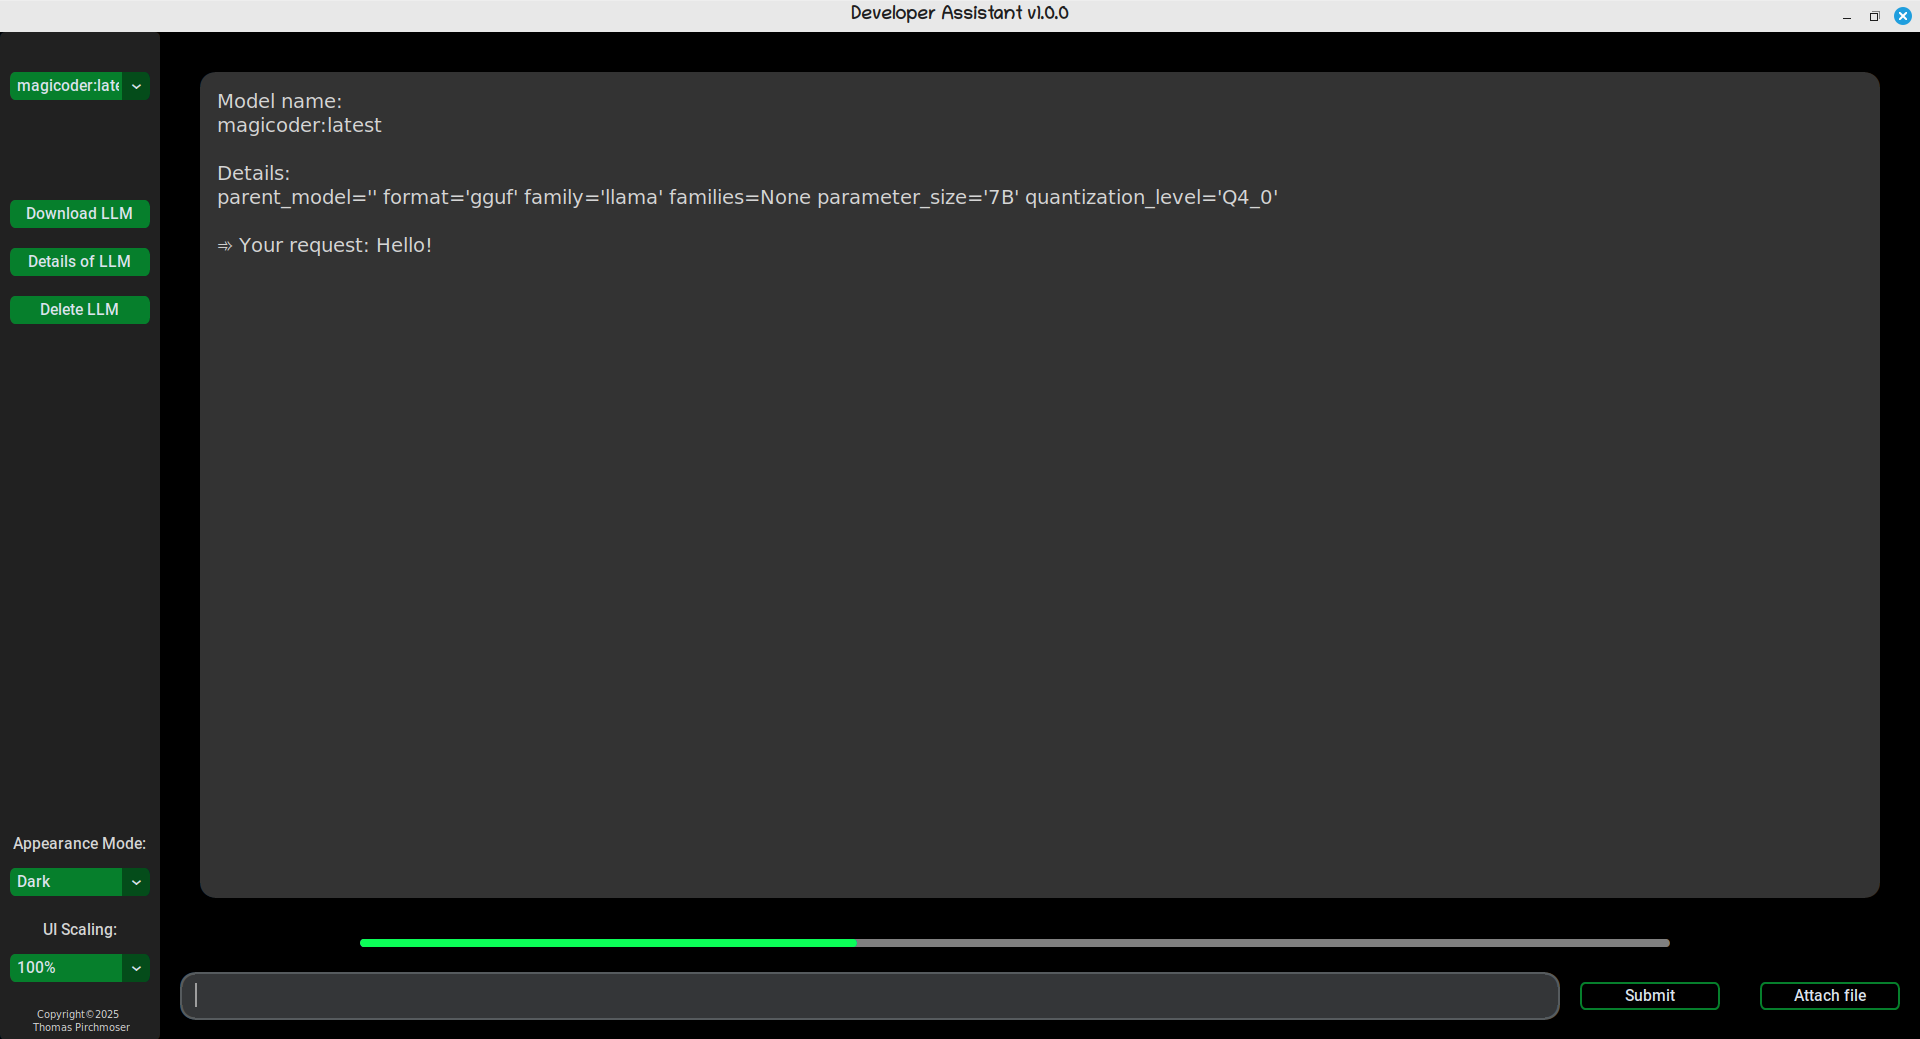 Developer Assistant v1.0.0
magicoder:late
Download LLM
Details of LLM
Delete LLM
Appearance Mode:
Dark
UI Scaling:
100%
Copyright©2025
Thomas Pirchmoser
Model name:
magicoder:latest
Details:
parent_model='' format='gguf' family='llama' families=None parameter_size='7B' quantization_level='Q4_0'
➾ Your request: Hello!
Submit
Attach file